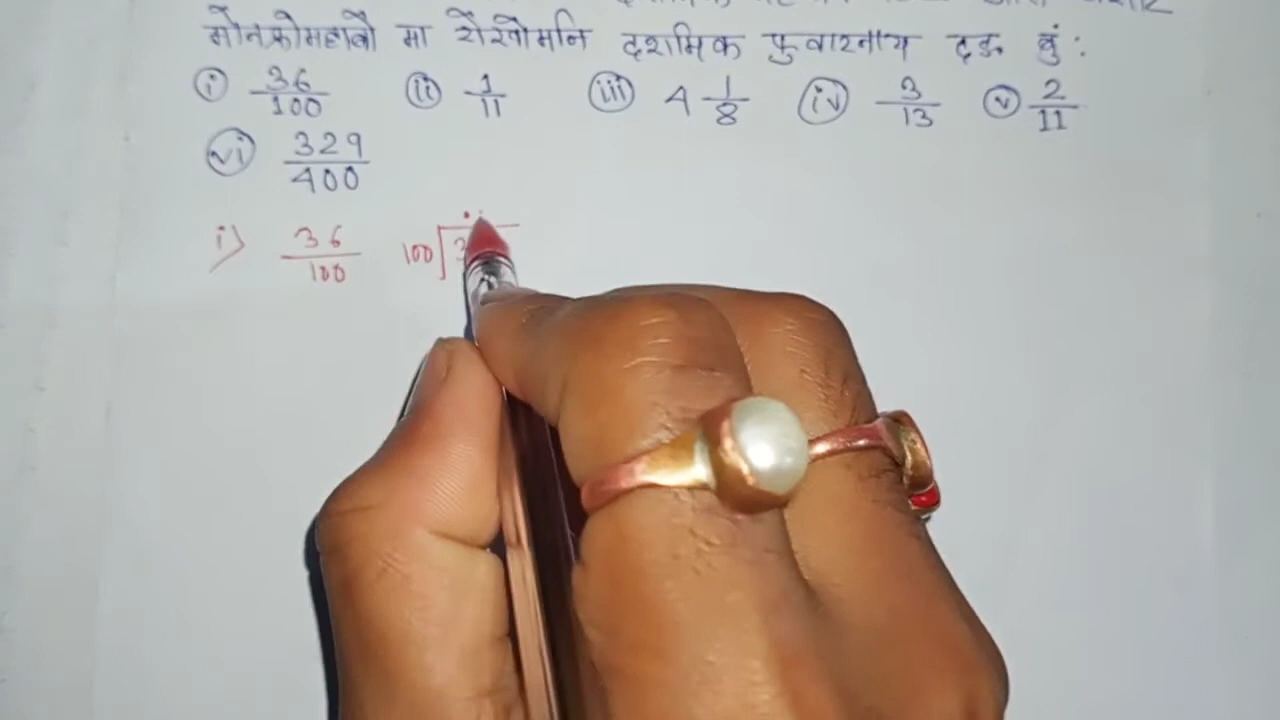 मोनफ्रोमहाबौ मा रोखोमनि दशमिक फुवारनाय दङ बुं:
(i) 36/100 (ii) 1/11 (iii) 4 1/8 (iv) 3/13 (v) 2/11
(vi) 329/400
i) 36/100 100